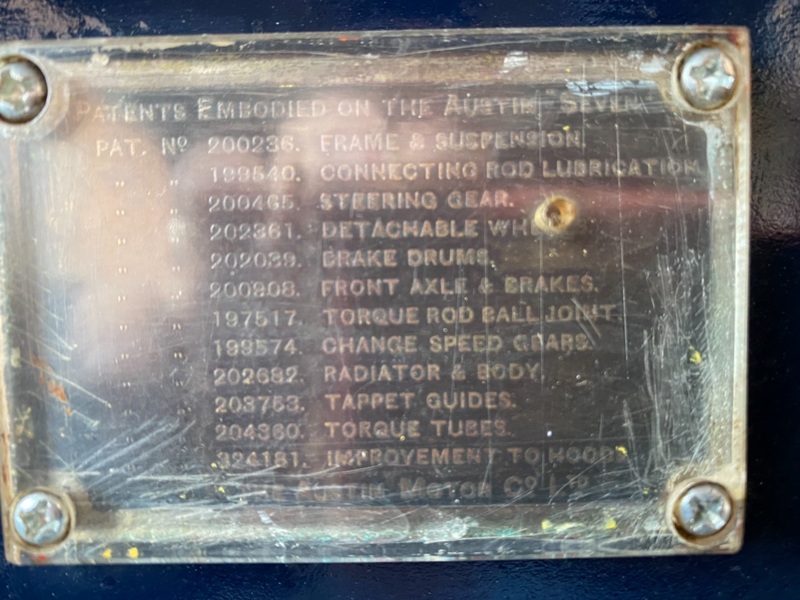 PATENTS EMBODIED ON THE AUSTIN "SEVEN
PAT. Nº 200236. FRAME & SUSPENSION.
" " 199540. CONNECTING ROD LUBRICATION
" " 200465. STEERING GEAR.
" " 202361. DETACHABLE
" " 202039. BRAKE DRUMS.
" " 200908. FRONT AXLE & BRAKES.
" " 197517. TORQUE ROD BALL JOINT.
" " 199574. CHANGE SPEED GEARS.
" " 202682. RADIATOR & BODY.
" " 203753. TAPPET GUIDES.
" " 204360. TORQUE TUBES.
324181. IMPROVEMENT TO HOODS
THE AUSTIN MOTOR Cº LTD